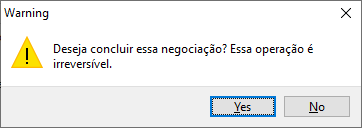 Warning
Deseja concluir essa negociação? Essa operação é
irreversível.
Yes
No